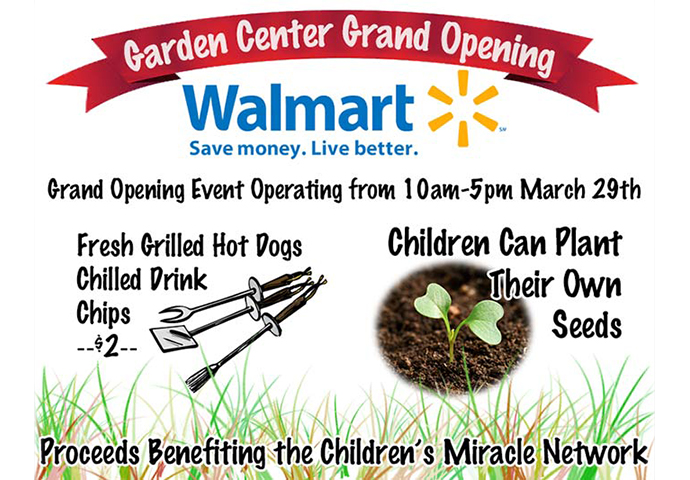 Garden Center Grand Opening
Walmart
Save money. Live better.
Grand Opening Event Operating from 10am-5pm March 29th
Fresh Grilled Hot Dogs
Chilled Drink
Chips
--$2--
Children Can Plant
Their Own
Seeds
Proceeds Benefiting the Children's Miracle Network